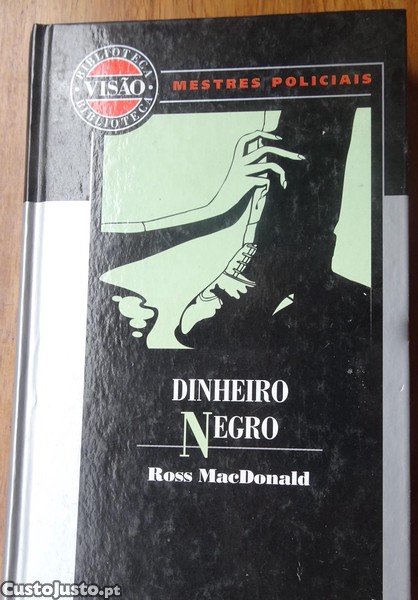 BIBLIOTECA
VISÃO
BIBLIOTECA
MESTRES POLICIAIS
DINHEIRO
NEGRO
Ross MacDonald
CustoJusto.pt